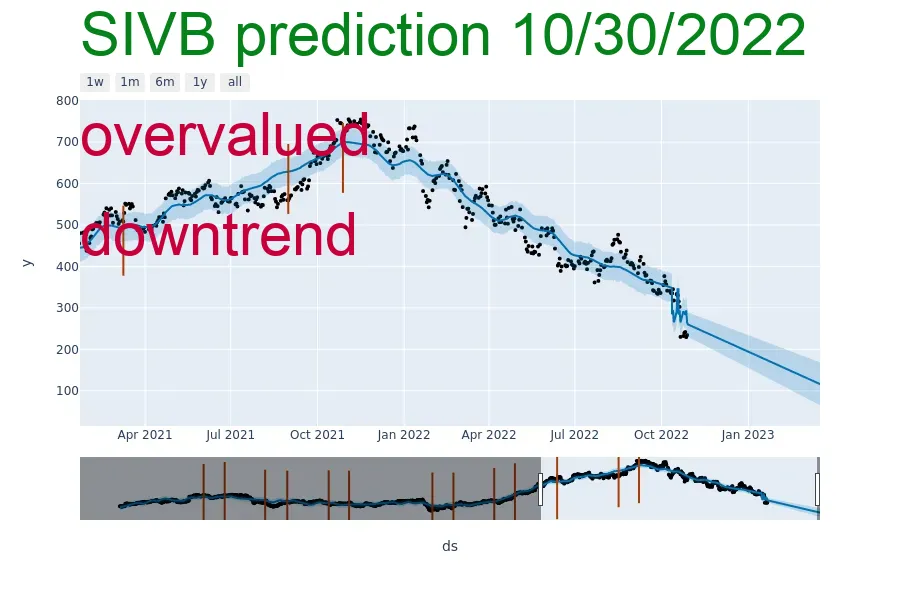 SIVB prediction 10/30/2022
1w 1m 6m 1y all
overvalued
downtrend
800
700
600
500
400
300
200
100
y
Apr 2021 Jul 2021 Oct 2021 Jan 2022 Apr 2022 Jul 2022 Oct 2022 Jan 2023
ds